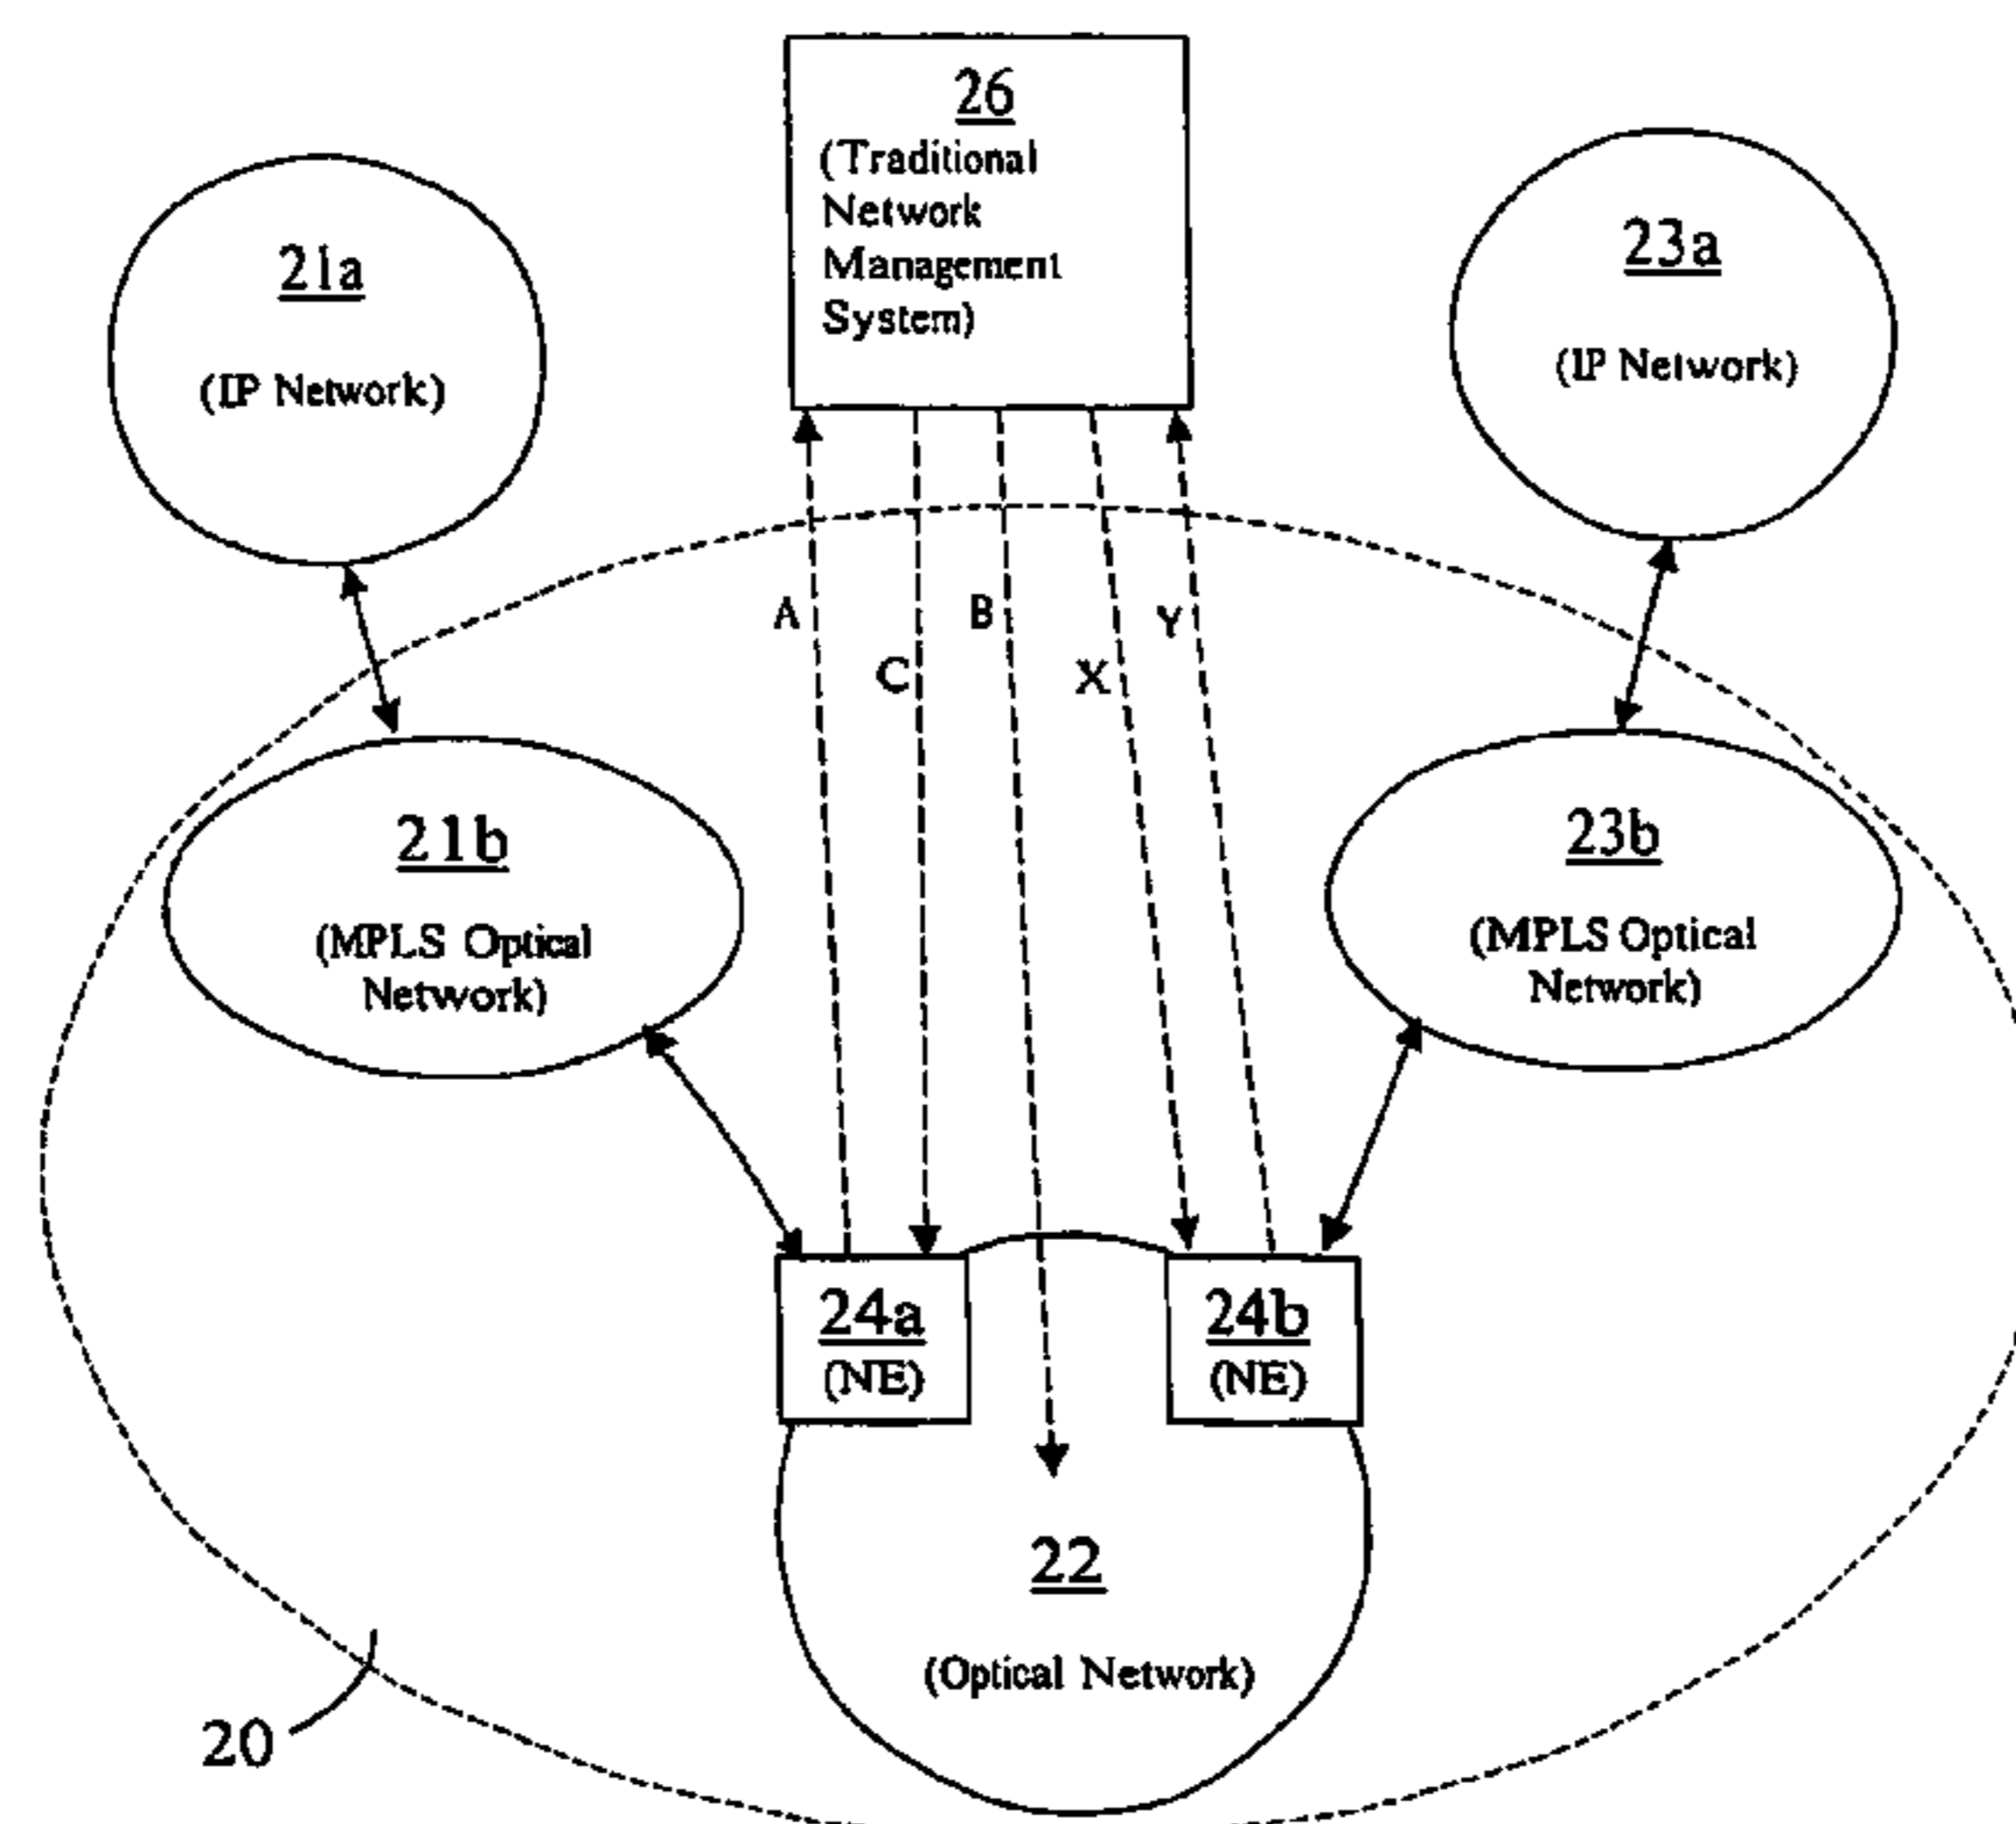 26
(Traditional
Network
Management
System)
21a
(IP Network)
23a
(IP Network)
A
C
B
X
Y
21b
(MPLS Optical
Network)
23b
(MPLS Optical
Network)
24a
(NE)
24b
(NE)
22
(Optical Network)
20